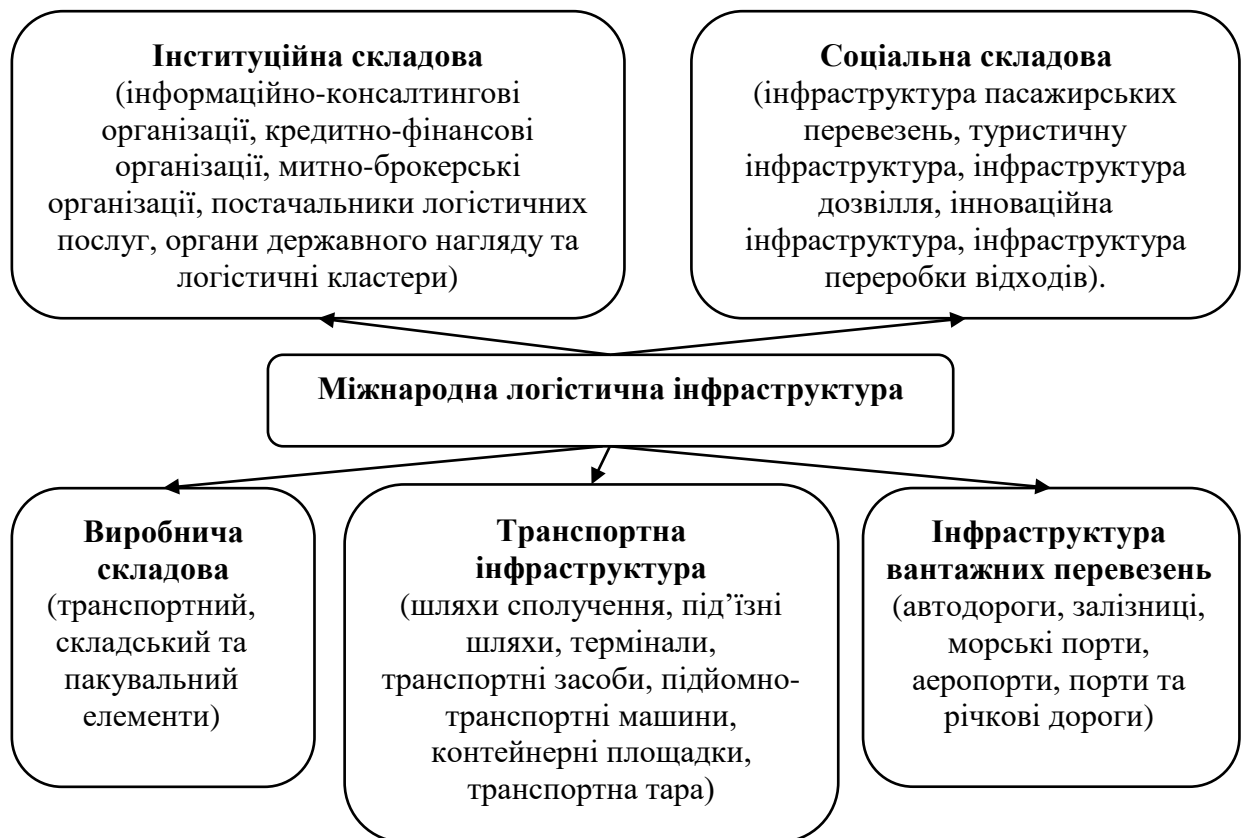 Інституційна складова
(інформаційно-консалтингові
організації, кредитно-фінансові
організації, митно-брокерські
організації, постачальники логістичних
послуг, органи державного нагляду та
логістичні кластери)
Соціальна складова
(інфраструктура пасажирських
перевезень, туристичну
інфраструктура, інфраструктура
дозвілля, інноваційна
інфраструктура, інфраструктура
переробки відходів).
Міжнародна логістична інфраструктура
Виробнича
складова
(транспортний,
складський та
пакувальний
елементи)
Транспортна
інфраструктура
(шляхи сполучення, під’їзні
шляхи, термінали,
транспортні засоби, підйомно-
транспортні машини,
контейнерні площадки,
транспортна тара)
Інфраструктура
вантажних перевезень
(автодороги, залізниці,
морські порти,
аеропорти, порти та
річкові дороги)